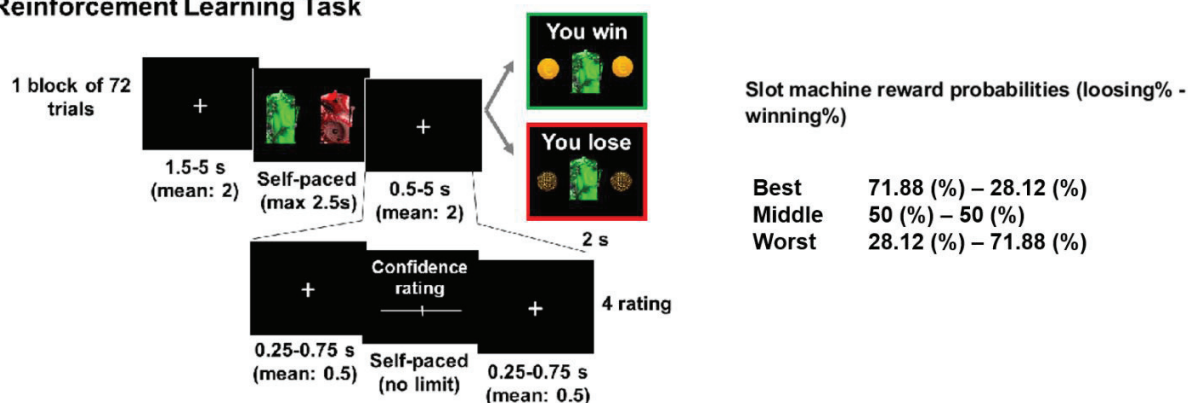 Reinforcement Learning Task
1 block of 72
trials
1.5-5 s
(mean: 2)
Self-paced
(max 2.5s)
0.5-5 s
(mean: 2)
You win
You lose
2 s
Confidence
rating
0.25-0.75 s
(mean: 0.5)
Self-paced
(no limit)
0.25-0.75 s
(mean: 0.5)
4 rating
Slot machine reward probabilities (loosing% -
winning%)
Best 71.88 (%) – 28.12 (%)
Middle 50 (%) – 50 (%)
Worst 28.12 (%) – 71.88 (%)